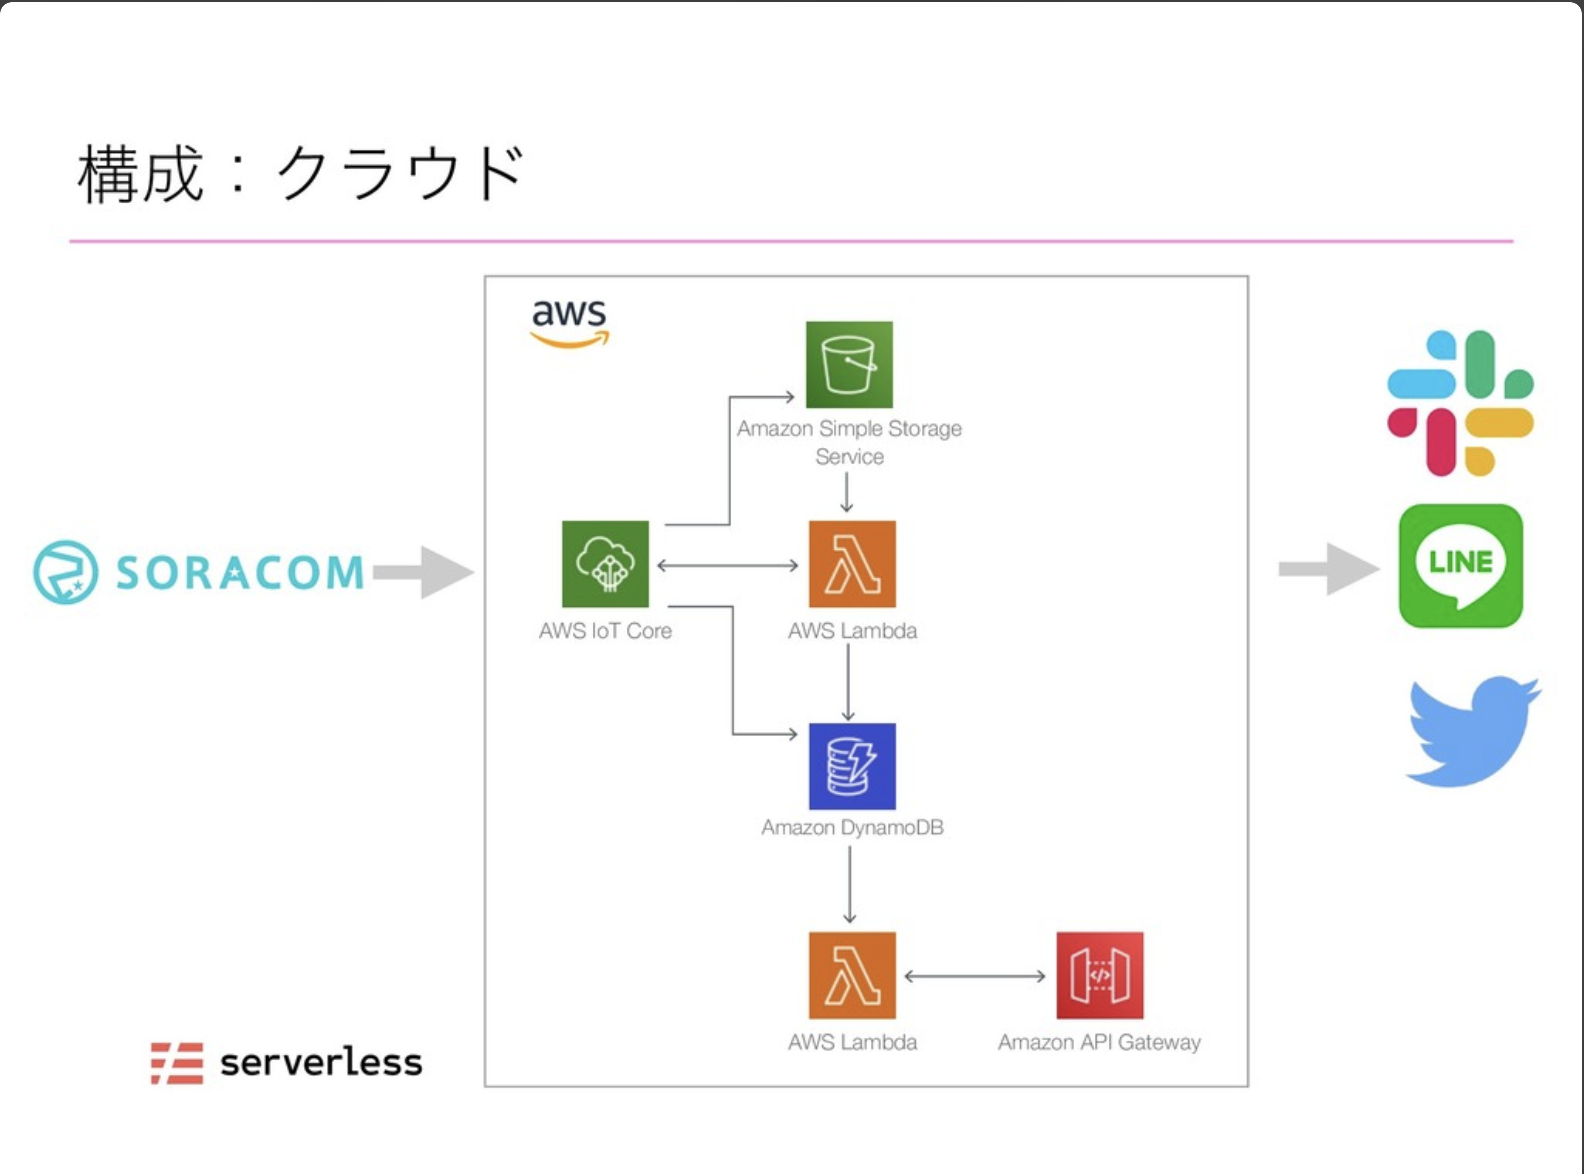 構成：クラウド
aws
Amazon Simple Storage
Service
SORACOM
AWS IoT Core
AWS Lambda
LINE
Amazon DynamoDB
</>
AWS Lambda
Amazon API Gateway
serverless